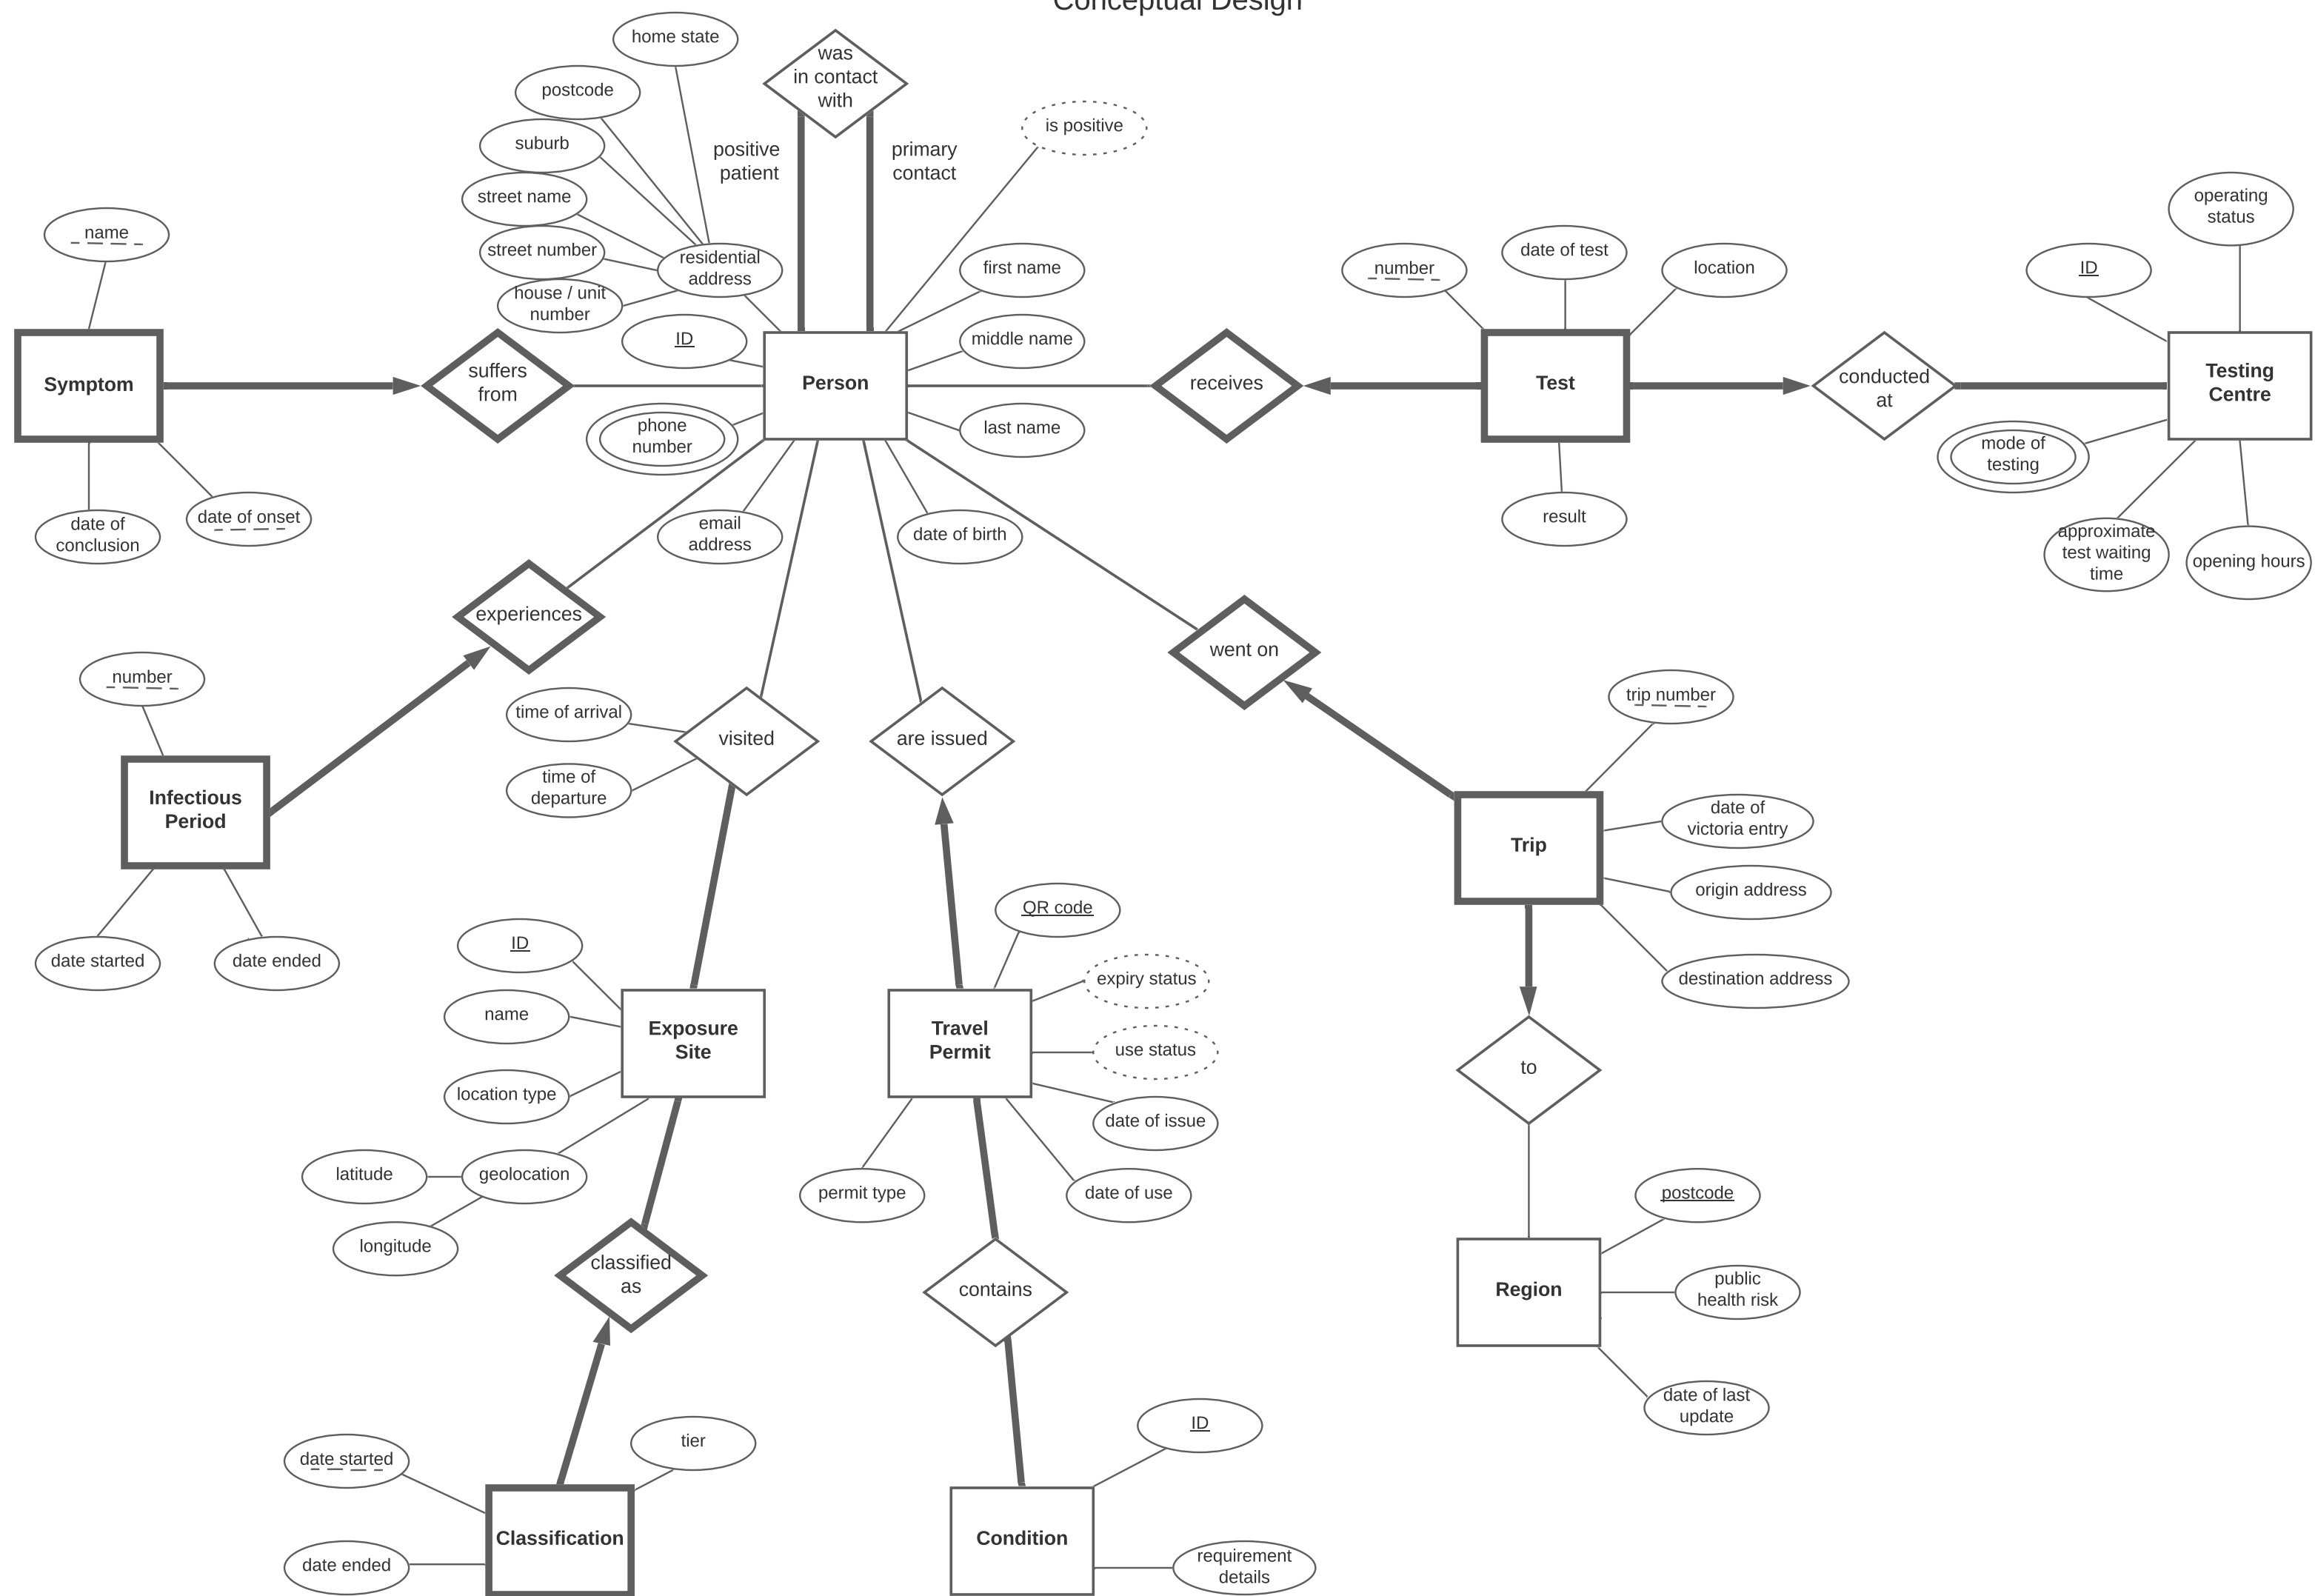 Conceptual Design
home state
was
in contact
with
postcode
is positive
suburb
positive
patient
primary
contact
street name
operating
status
name
street number
residential
address
first name
number
date of test
location
ID
house / unit
number
ID
middle name
Symptom
suffers
from
Person
receives
Test
conducted
at
Testing
Centre
phone
number
last name
mode of
testing
date of
conclusion
date of onset
email
address
date of birth
result
approximate
test waiting
time
opening hours
experiences
went on
number
time of arrival
visited
are issued
trip number
Infectious
Period
time of
departure
Trip
date of
victoria entry
origin address
QR code
date started
date ended
ID
expiry status
destination address
name
Exposure
Site
Travel
Permit
use status
to
location type
date of issue
latitude
geolocation
permit type
date of use
postcode
longitude
classified
as
contains
Region
public
health risk
date of last
update
date started
tier
ID
Classification
Condition
date ended
requirement
details